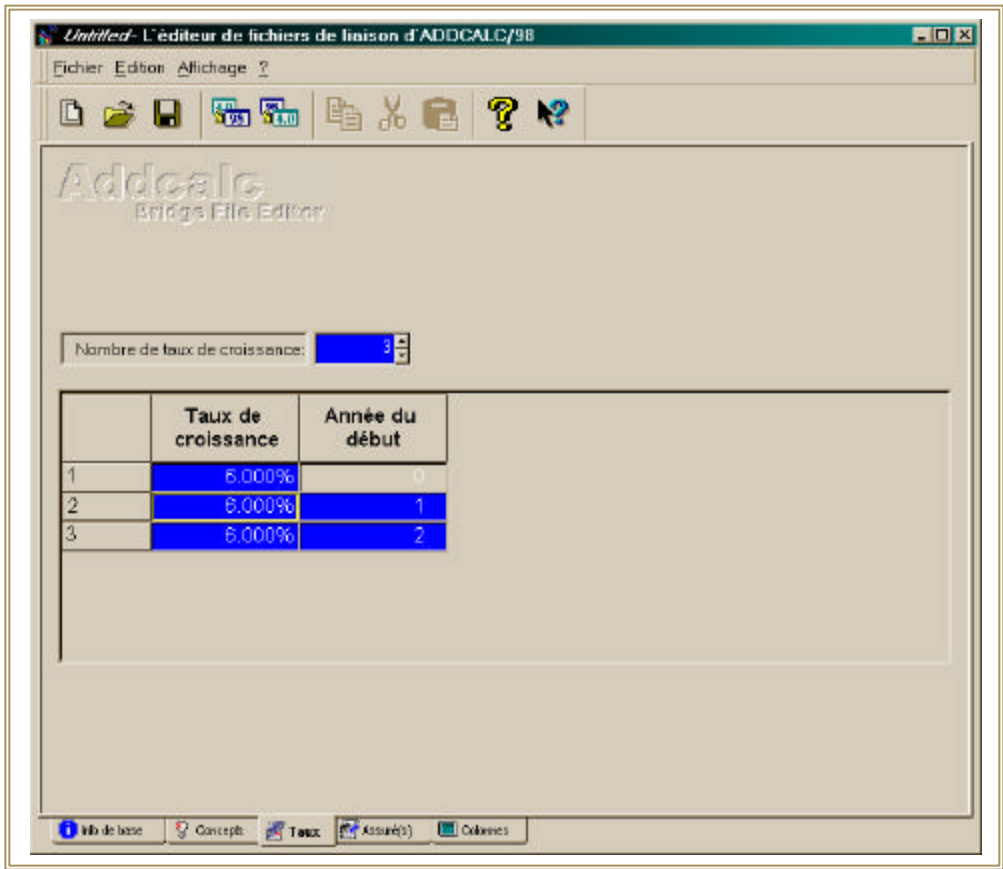 Untitled - L'éditeur de fichiers de liaison d'ADDCALC/98
Fichier Edition Affichage ?
Addcalc
Bridge File Editor
Nombre de taux de croissance: 3
Taux de croissance Année du début
1 6.000% 0
2 6.000% 1
3 6.000% 2
Info de base Concepts Taux Assuré(s) Colonnes